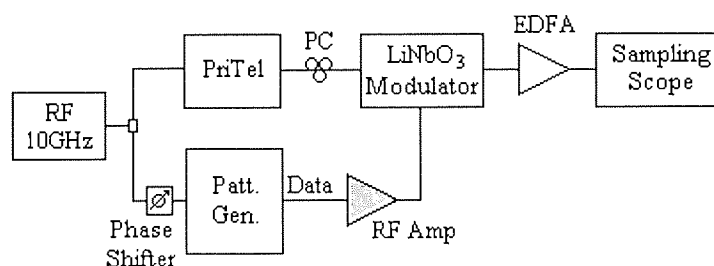 EDFA
PC
PriTel
LiNbO3
Modulator
Sampling
Scope
RF
10GHz
Patt.
Gen.
Data
RF Amp
Phase
Shifter